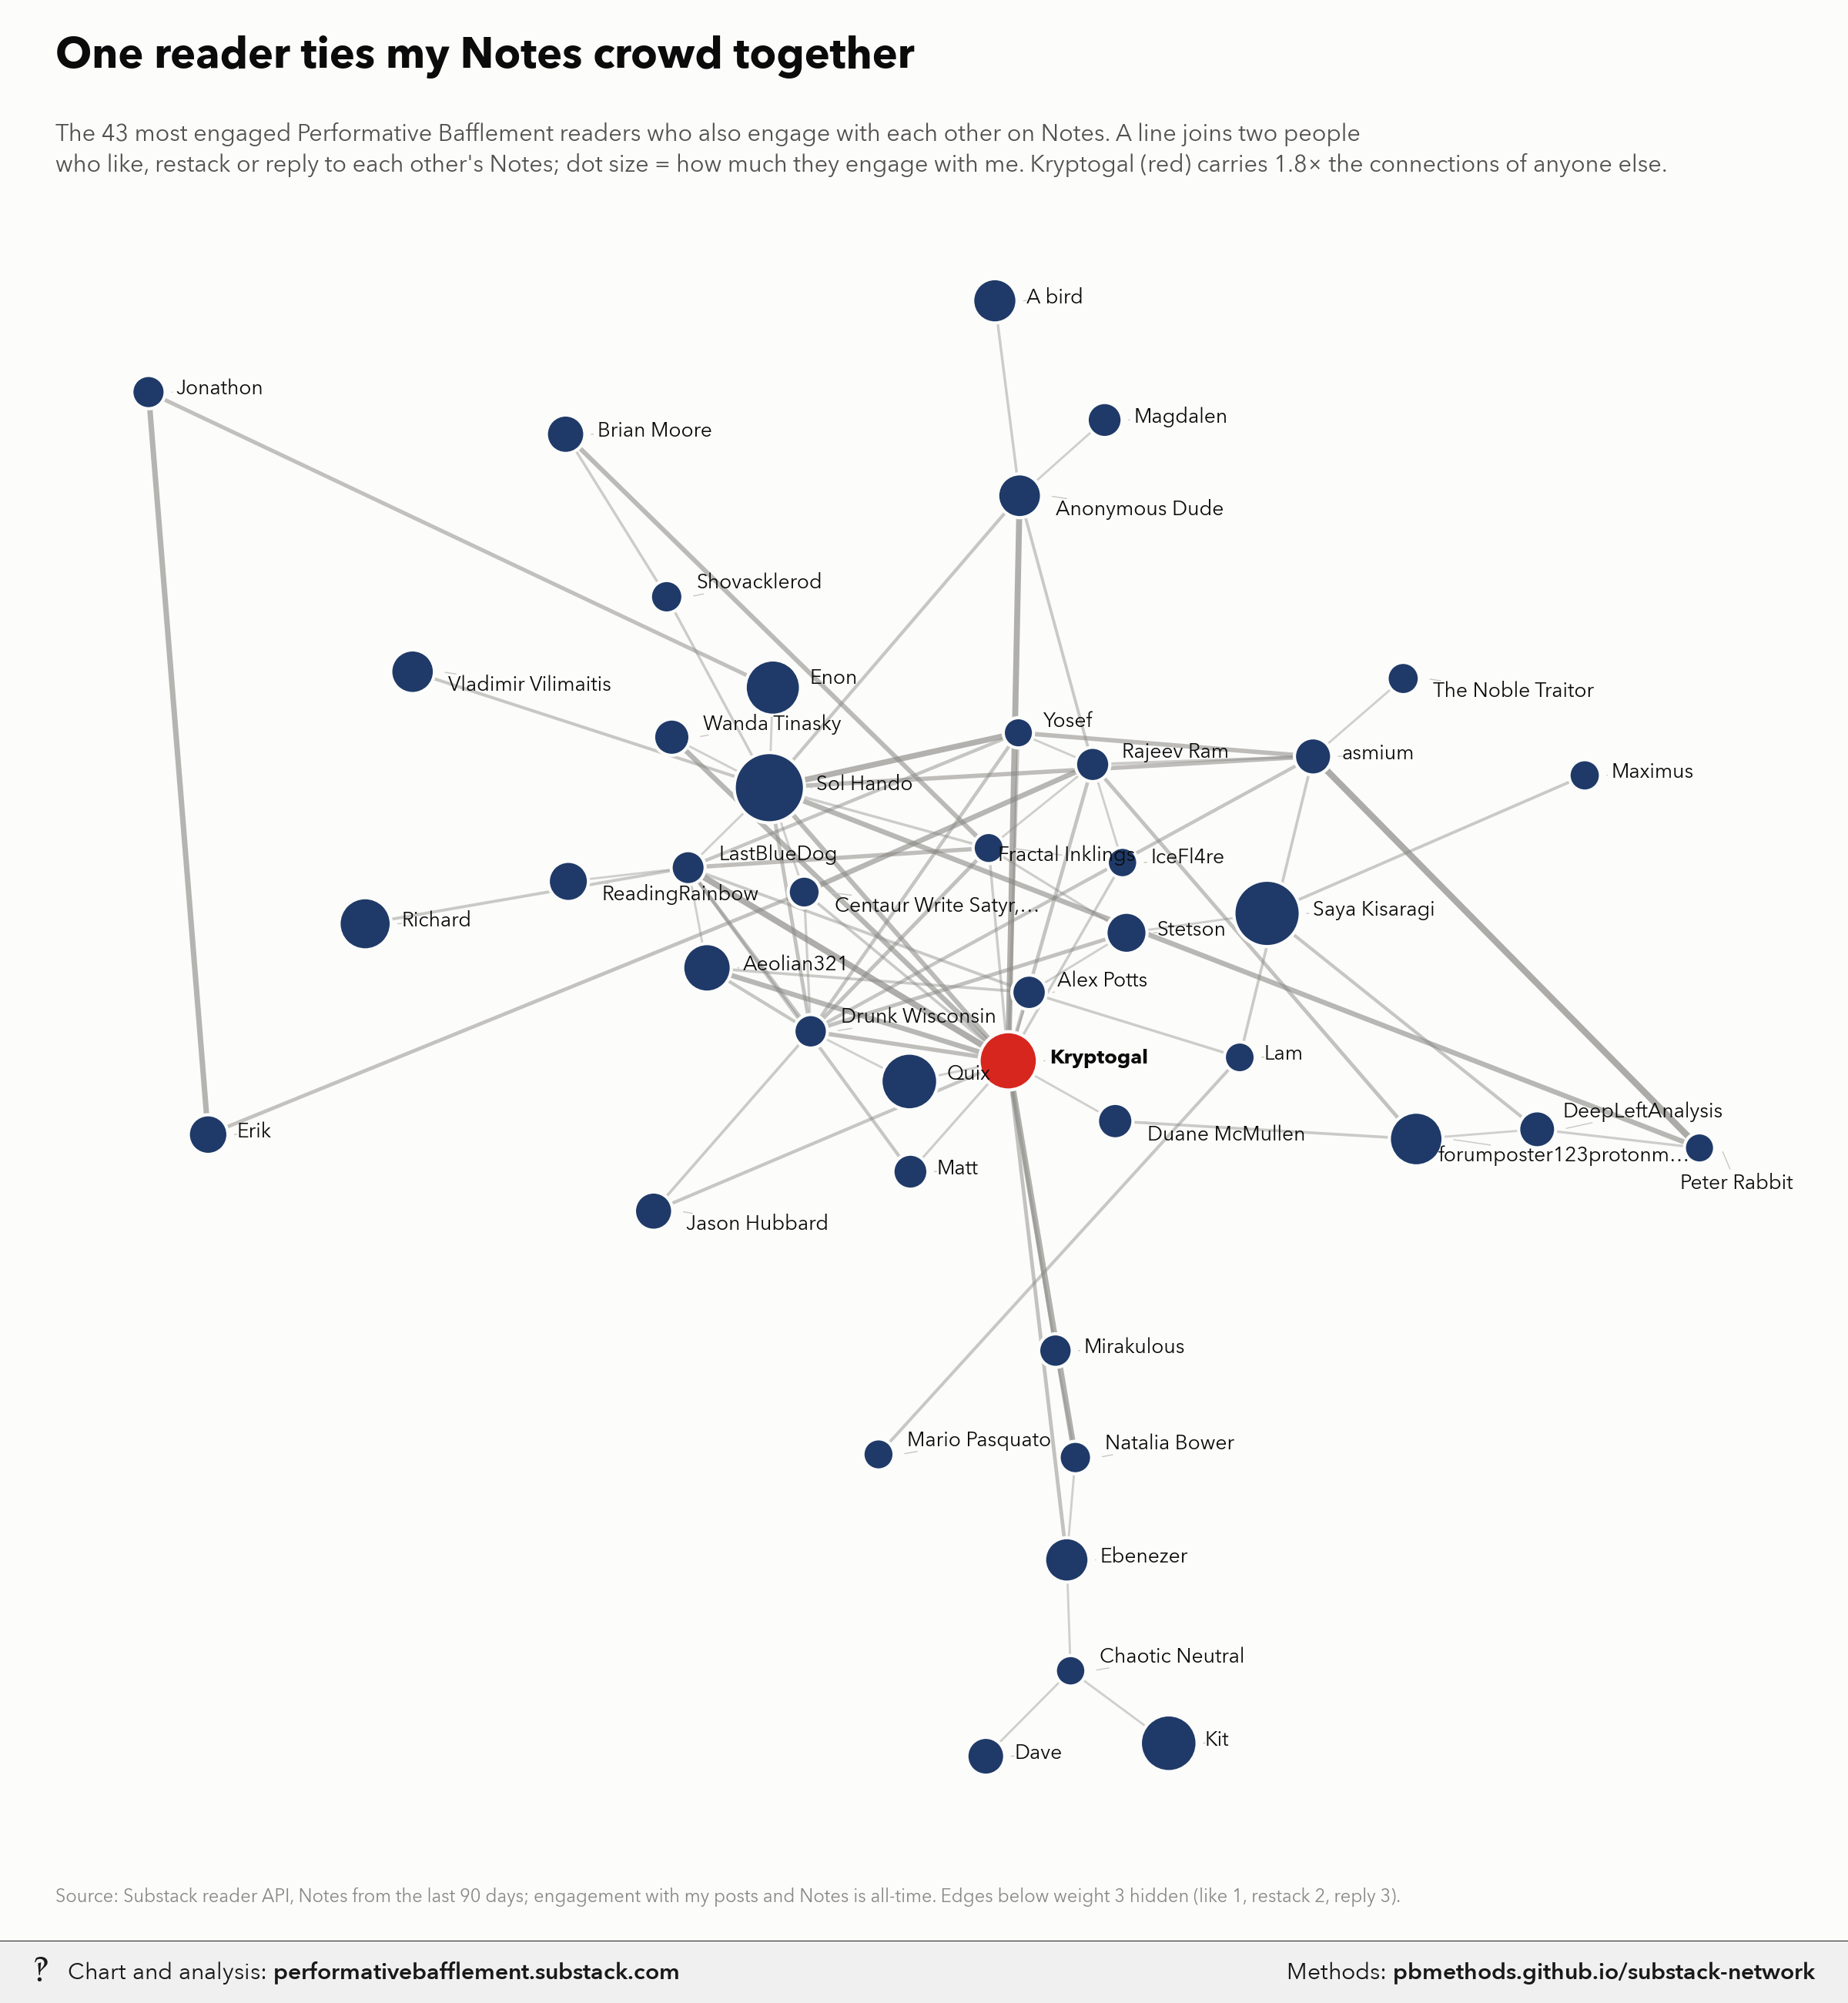 One reader ties my Notes crowd together
The 43 most engaged Performative Bafflement readers who also engage with each other on Notes. A line joins two people
who like, restack or reply to each other's Notes; dot size = how much they engage with me. Kryptogal (red) carries 1.8× the connections of anyone else.
A bird
Jonathon
Magdalen
Brian Moore
Anonymous Dude
Shovacklerod
Enon
Vladimir Vilimaitis
The Noble Traitor
Wanda Tinasky
Yosef
Rajeev Ram
asmium
Maximus
Sol Hando
LastBlueDog
Fractal Inklings
IceFl4re
ReadingRainbow
Centaur Write Satyr,…
Saya Kisaragi
Richard
Stetson
Aeolian321
Alex Potts
Drunk Wisconsin
Kryptogal
Lam
Quix
DeepLeftAnalysis
Erik
Duane McMullen
forumposter123protonm…
Matt
Peter Rabbit
Jason Hubbard
Mirakulous
Mario Pasquato
Natalia Bower
Ebenezer
Chaotic Neutral
Kit
Dave
Source: Substack reader API, Notes from the last 90 days; engagement with my posts and Notes is all-time. Edges below weight 3 hidden (like 1, restack 2, reply 3).
‽ Chart and analysis: performativebafflement.substack.com
Methods: pbmethods.github.io/substack-network